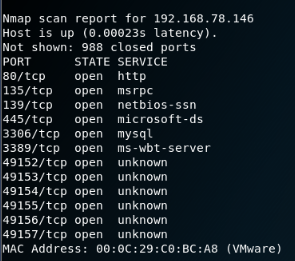 Nmap scan report for 192.168.78.146
Host is up (0.00023s latency).
Not shown: 988 closed ports
PORT      STATE SERVICE
80/tcp    open  http
135/tcp   open  msrpc
139/tcp   open  netbios-ssn
445/tcp   open  microsoft-ds
3306/tcp  open  mysql
3389/tcp  open  ms-wbt-server
49152/tcp open  unknown
49153/tcp open  unknown
49154/tcp open  unknown
49155/tcp open  unknown
49156/tcp open  unknown
49157/tcp open  unknown
MAC Address: 00:0C:29:C0:BC:A8 (VMware)